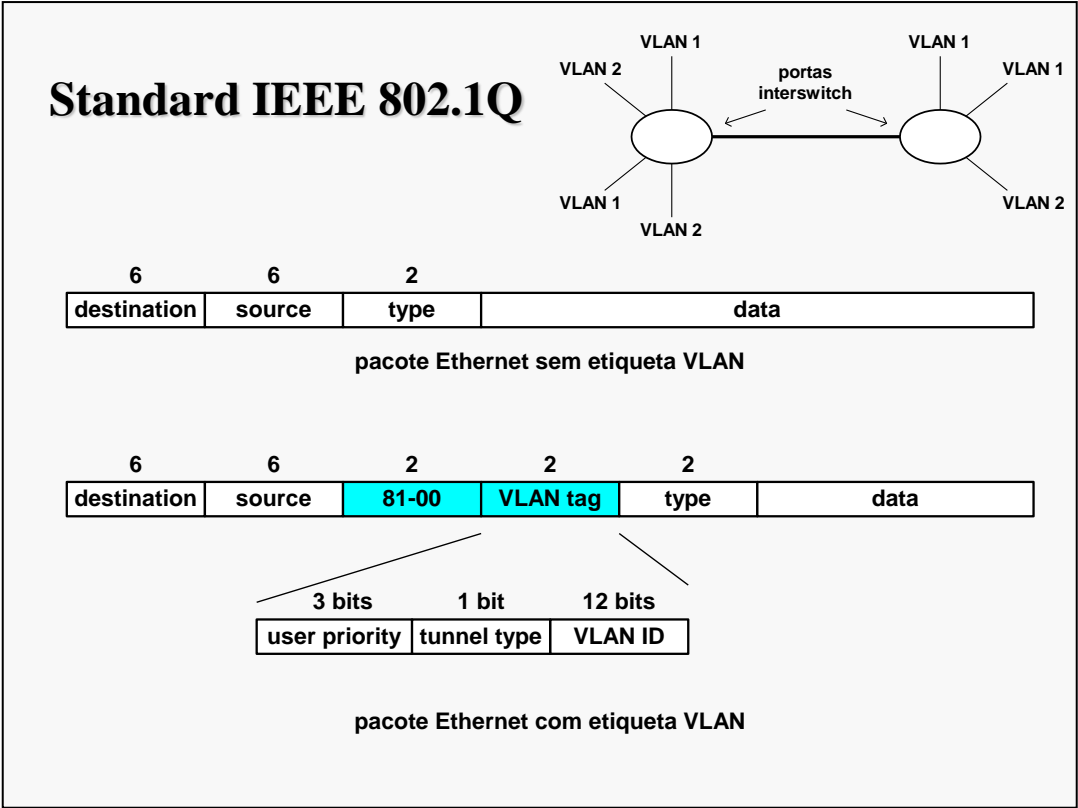 Standard IEEE 802.1Q
VLAN 1
VLAN 2
VLAN 1
VLAN 2
portas
interswitch
VLAN 1
VLAN 1
VLAN 2
6 6 2
destination source type data
pacote Ethernet sem etiqueta VLAN
6 6 2 2 2
destination source 81-00 VLAN tag type data
3 bits 1 bit 12 bits
user priority tunnel type VLAN ID
pacote Ethernet com etiqueta VLAN